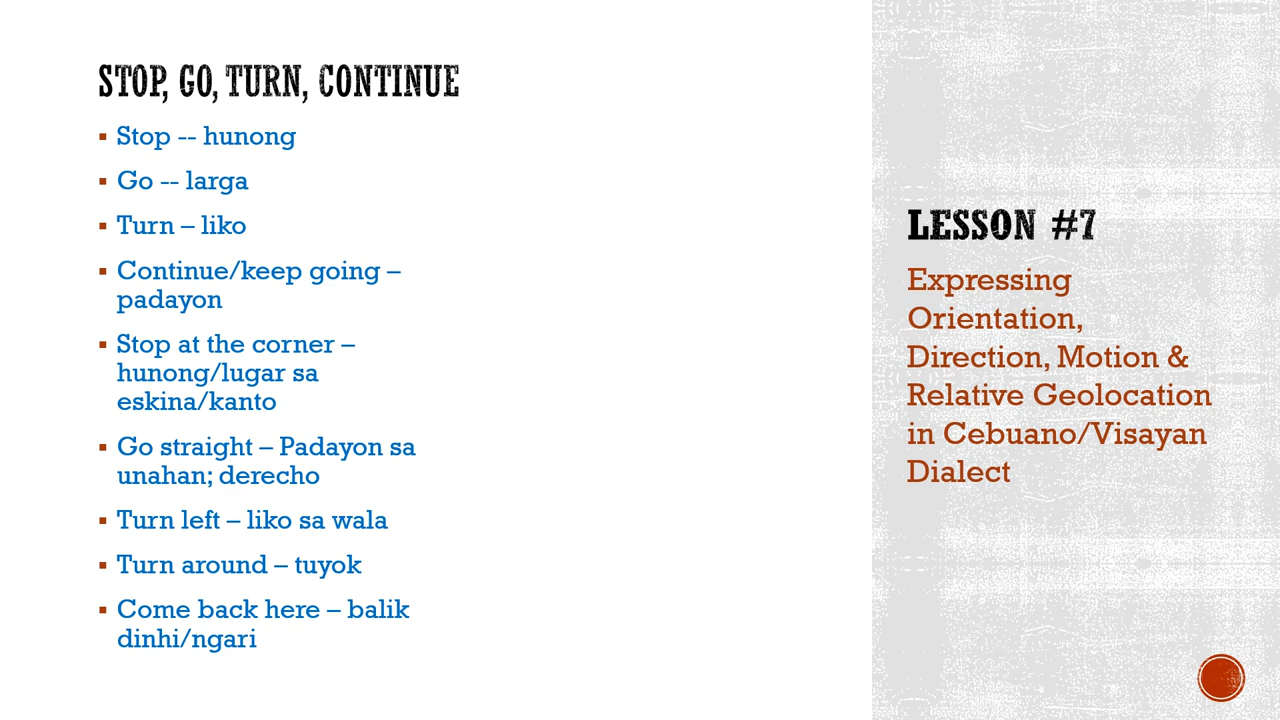 STOP, GO, TURN, CONTINUE
▪ Stop -- hunong
▪ Go -- larga
▪ Turn – liko
▪ Continue/keep going –
padayon
▪ Stop at the corner –
hunong/lugar sa
eskina/kanto
▪ Go straight – Padayon sa
unahan; derecho
▪ Turn left – liko sa wala
▪ Turn around – tuyok
▪ Come back here – balik
dinhi/ngari
LESSON #7
Expressing
Orientation,
Direction, Motion &
Relative Geolocation
in Cebuano/Visayan
Dialect